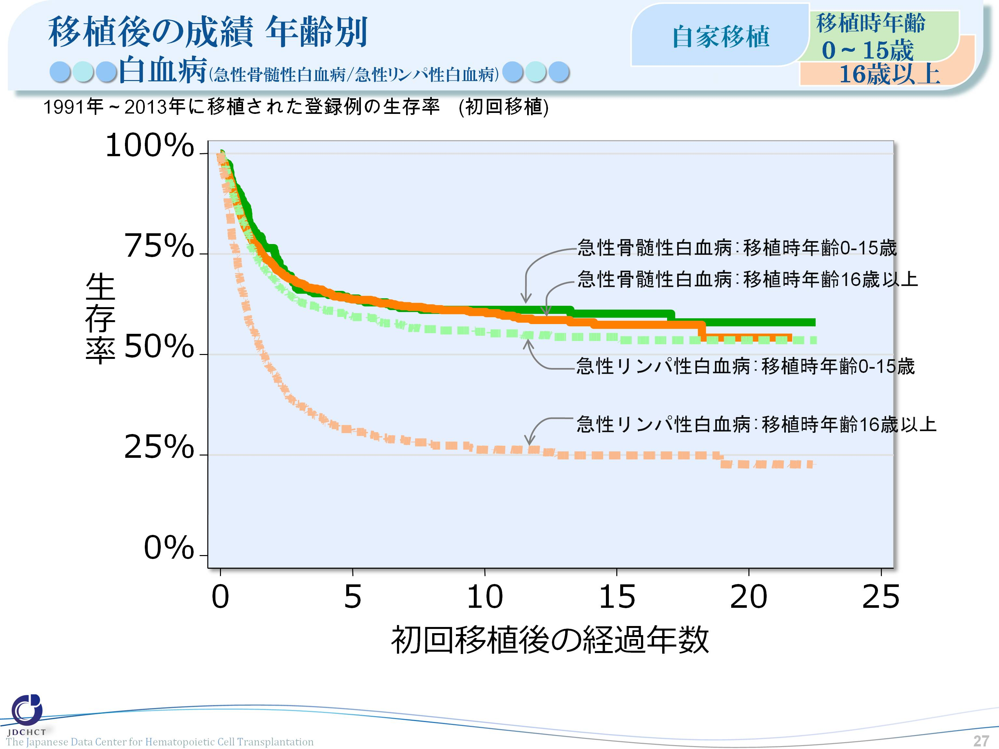 移植後の成績 年齢別
白血病(急性骨髄性白血病/急性リンパ性白血病)
自家移植
移植時年齢
0～15歳
16歳以上
1991年～2013年に移植された登録例の生存率　(初回移植)
100%
75%
50%
25%
0%
生存率
急性骨髄性白血病：移植時年齢0-15歳
急性骨髄性白血病：移植時年齢16歳以上
急性リンパ性白血病：移植時年齢0-15歳
急性リンパ性白血病：移植時年齢16歳以上
0 5 10 15 20 25
初回移植後の経過年数
JDCHCT
The Japanese Data Center for Hematopoietic Cell Transplantation
27